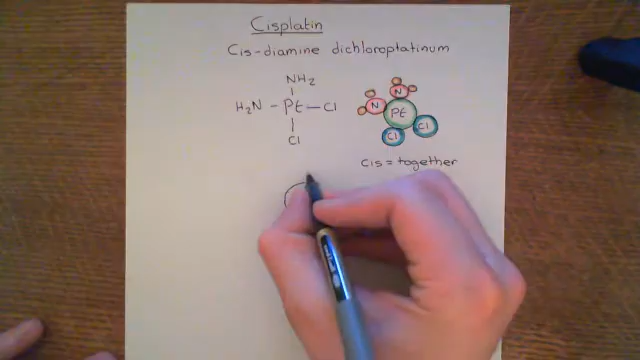 Cisplatin
Cis-diamine dichloroplatinum
NH2
H2N - Pt - Cl
Cl
N
N
Pt
Cl
Cl
cis = together